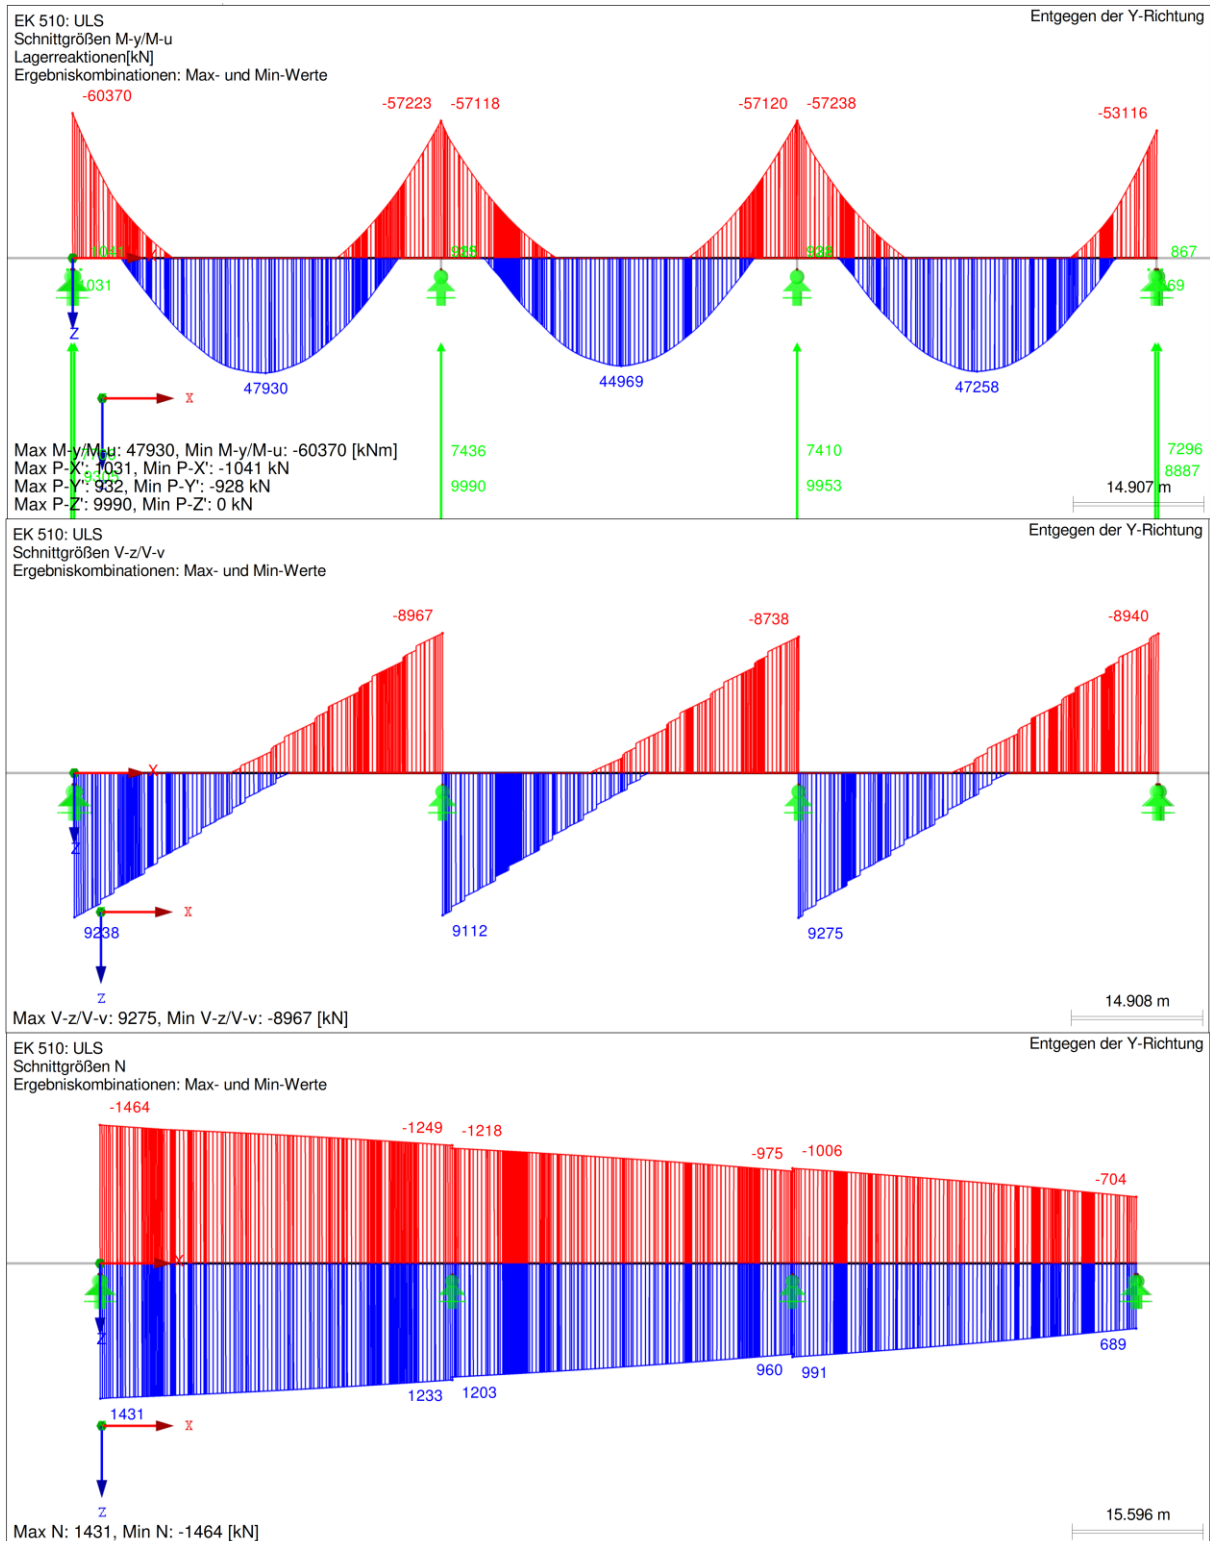 EK 510: ULS
Entgegen der Y-Richtung
Schnittgrößen M-y/M-u
Lagerreaktionen[kN]
Ergebniskombinationen: Max- und Min-Werte
-60370
-57223 -57118
-57120 -57238
-53116
867
1031
47930
44969
47258
X
Z
Max M-y/M-u: 47930, Min M-y/M-u: -60370 [kNm]
Max P-X': 1031, Min P-X': -1041 kN
Max P-Y': 932, Min P-Y': -928 kN
Max P-Z': 9990, Min P-Z': 0 kN
7436
9990
7410
9953
7296
8887
14.907 m
EK 510: ULS
Entgegen der Y-Richtung
Schnittgrößen V-z/V-v
Ergebniskombinationen: Max- und Min-Werte
-8967
-8738
-8940
X
Z
9238
9112
9275
X
Z
14.908 m
Max V-z/V-v: 9275, Min V-z/V-v: -8967 [kN]
EK 510: ULS
Entgegen der Y-Richtung
Schnittgrößen N
Ergebniskombinationen: Max- und Min-Werte
-1464
-1249 -1218
-975 -1006
-704
Z
1431
1233 1203
960 991
689
X
Z
15.596 m
Max N: 1431, Min N: -1464 [kN]